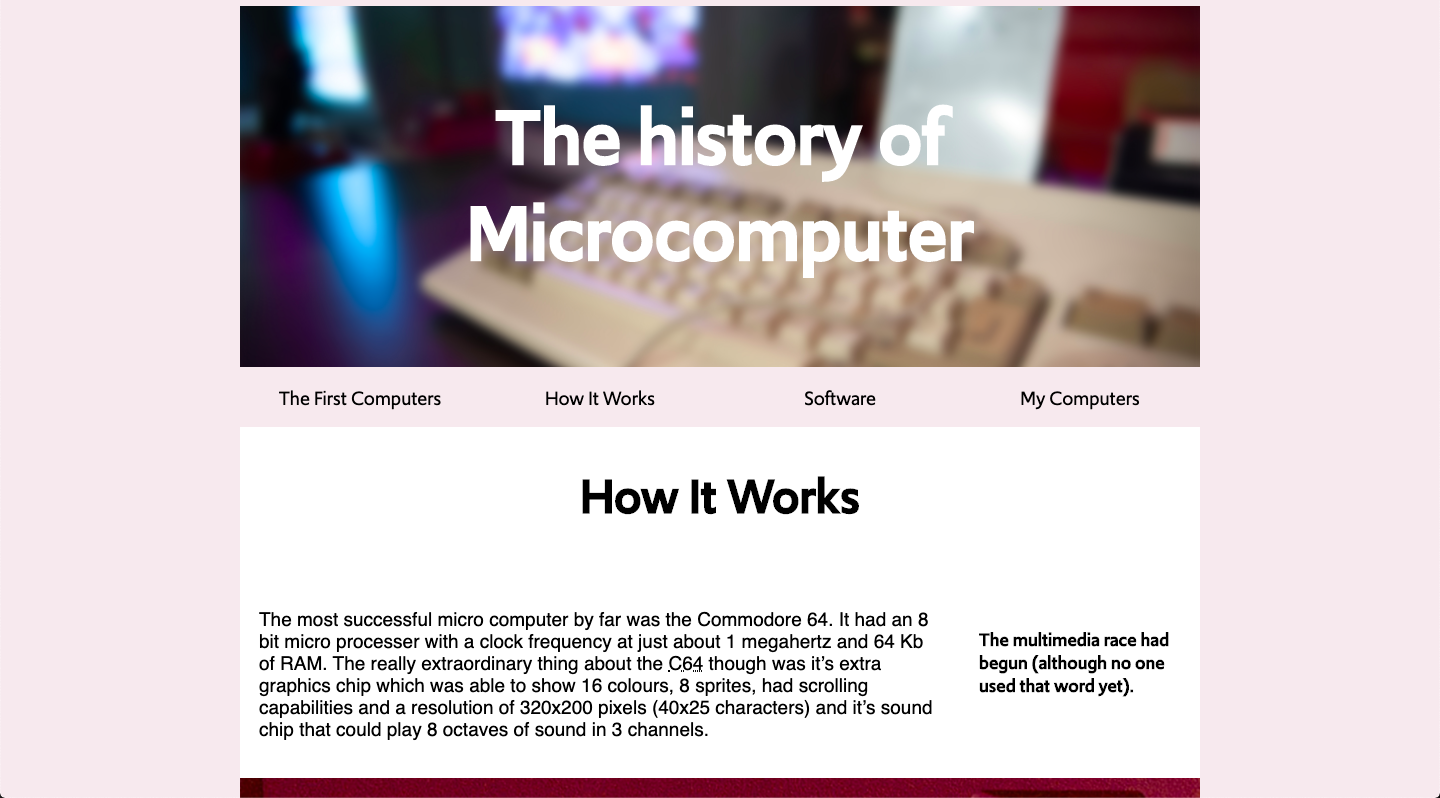 The history of
Microcomputer
The First Computers
How It Works
Software
My Computers
How It Works
The most successful micro computer by far was the Commodore 64. It had an 8
bit micro processer with a clock frequency at just about 1 megahertz and 64 Kb
of RAM. The really extraordinary thing about the C64 though was it’s extra
graphics chip which was able to show 16 colours, 8 sprites, had scrolling
capabilities and a resolution of 320x200 pixels (40x25 characters) and it’s sound
chip that could play 8 octaves of sound in 3 channels.
The multimedia race had
begun (although no one
used that word yet).